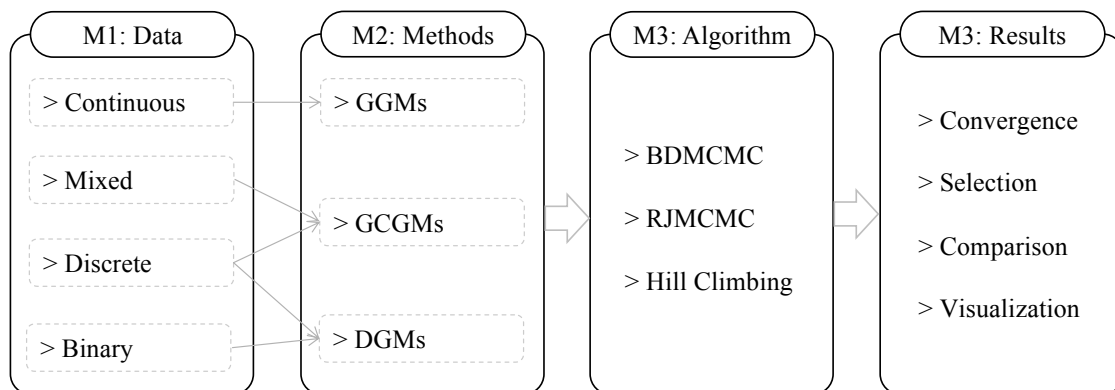 M1: Data
> Continuous
> Mixed
> Discrete
> Binary
M2: Methods
> GGMs
> GCGMs
> DGMs
M3: Algorithm
> BDMCMC
> RJMCMC
> Hill Climbing
M3: Results
> Convergence
> Selection
> Comparison
> Visualization